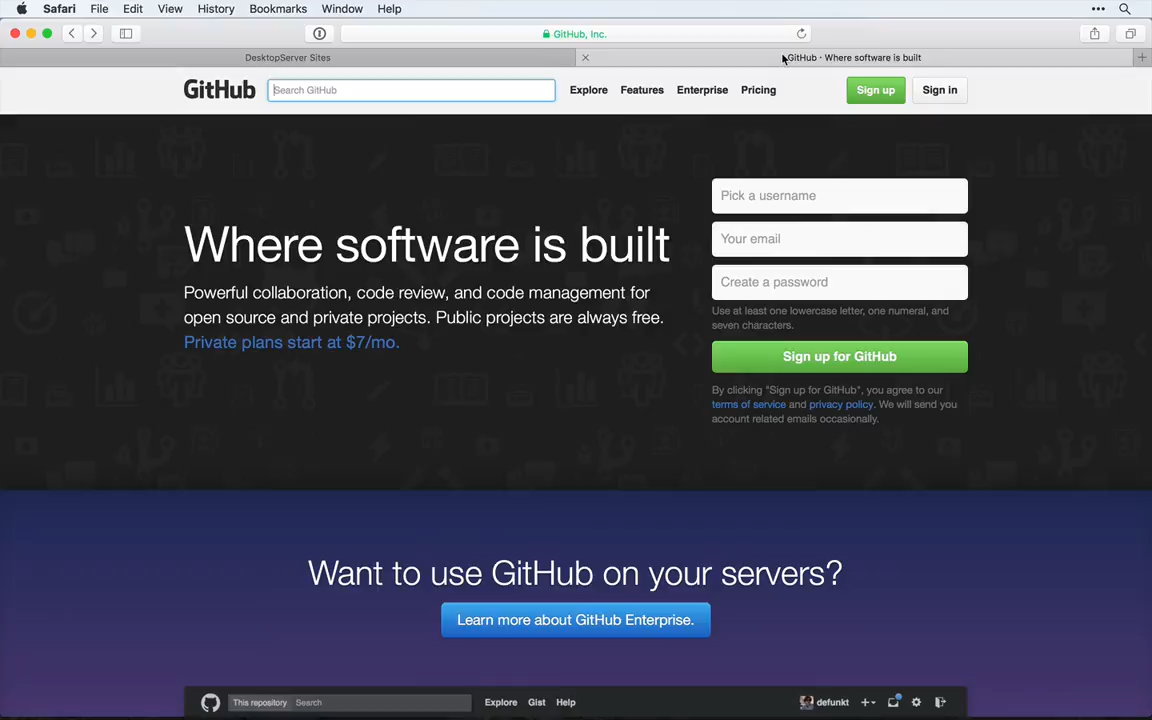 Safari File Edit View History Bookmarks Window Help
GitHub, Inc.
DesktopServer Sites
GitHub · Where software is built
GitHub
Search GitHub
Explore Features Enterprise Pricing
Sign up
Sign in
Where software is built
Powerful collaboration, code review, and code management for
open source and private projects. Public projects are always free.
Private plans start at $7/mo.
Pick a username
Your email
Create a password
Use at least one lowercase letter, one numeral, and
seven characters.
Sign up for GitHub
By clicking "Sign up for GitHub", you agree to our
terms of service and privacy policy. We will send you
account related emails occasionally.
Want to use GitHub on your servers?
Learn more about GitHub Enterprise.
This repository Search Explore Gist Help defunkt